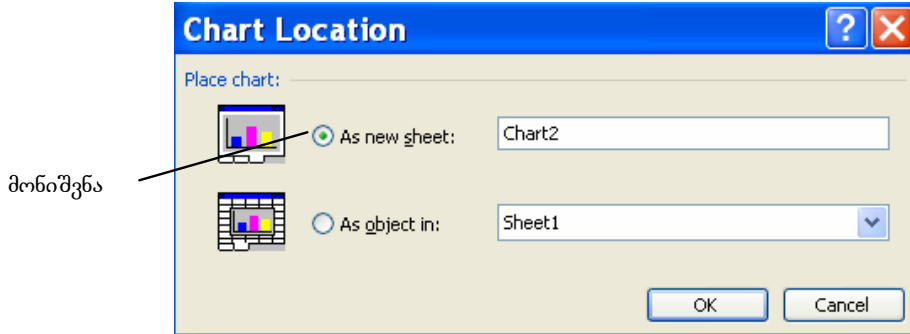 Chart Location
Place chart:
As new sheet: Chart2
მონიშვნა
As object in: Sheet1
OK Cancel